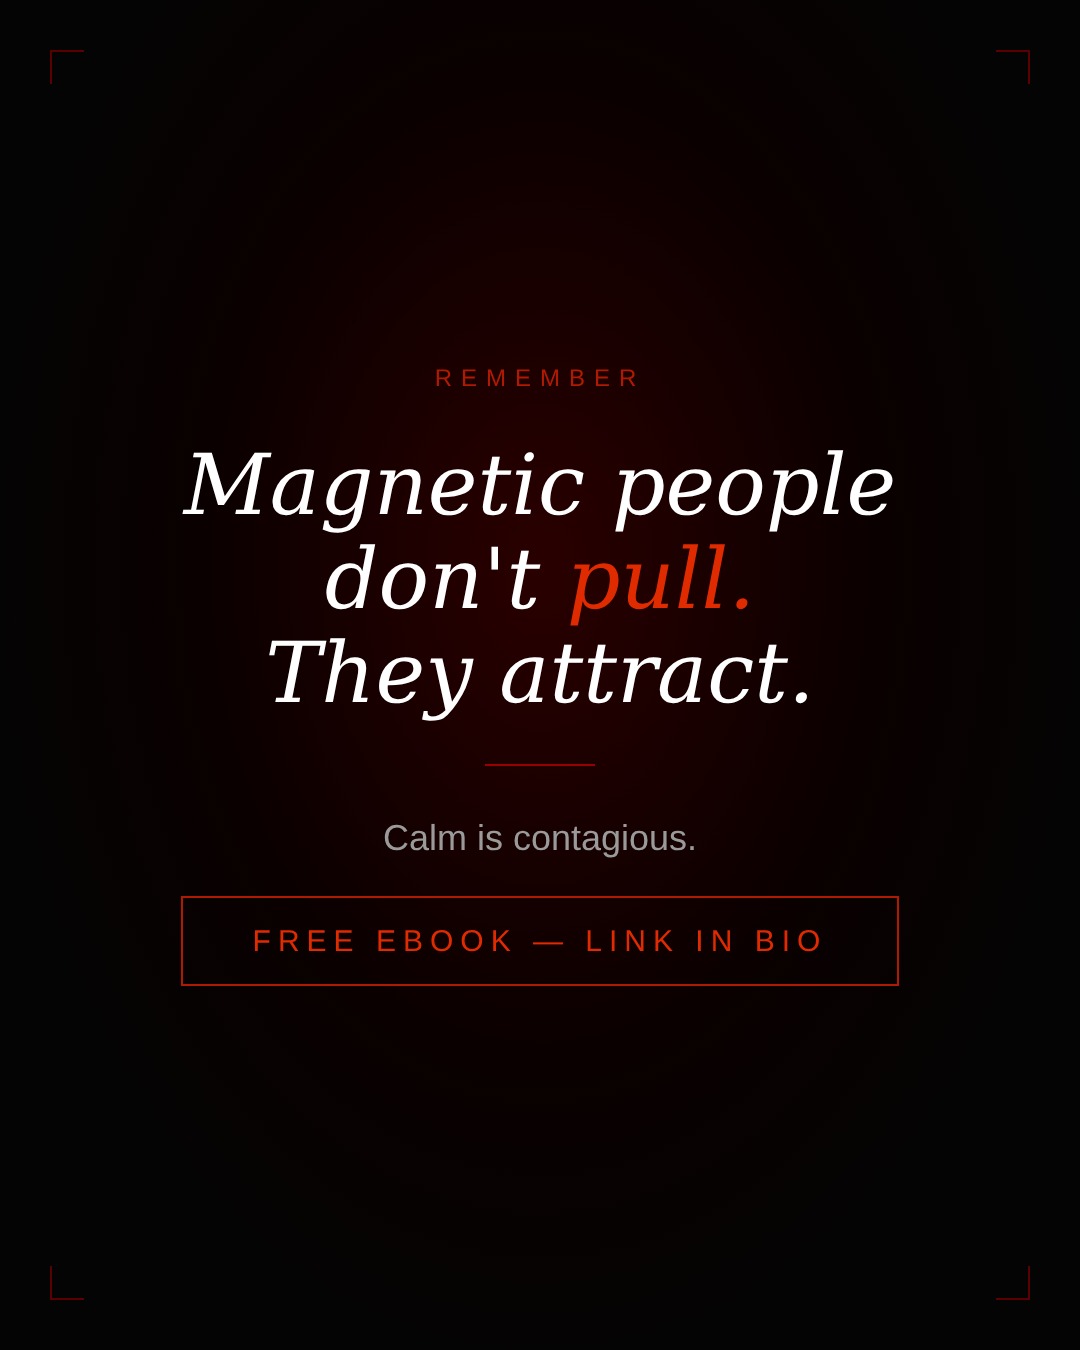 REMEMBER
Magnetic people
don't pull.
They attract.
Calm is contagious.
FREE EBOOK — LINK IN BIO